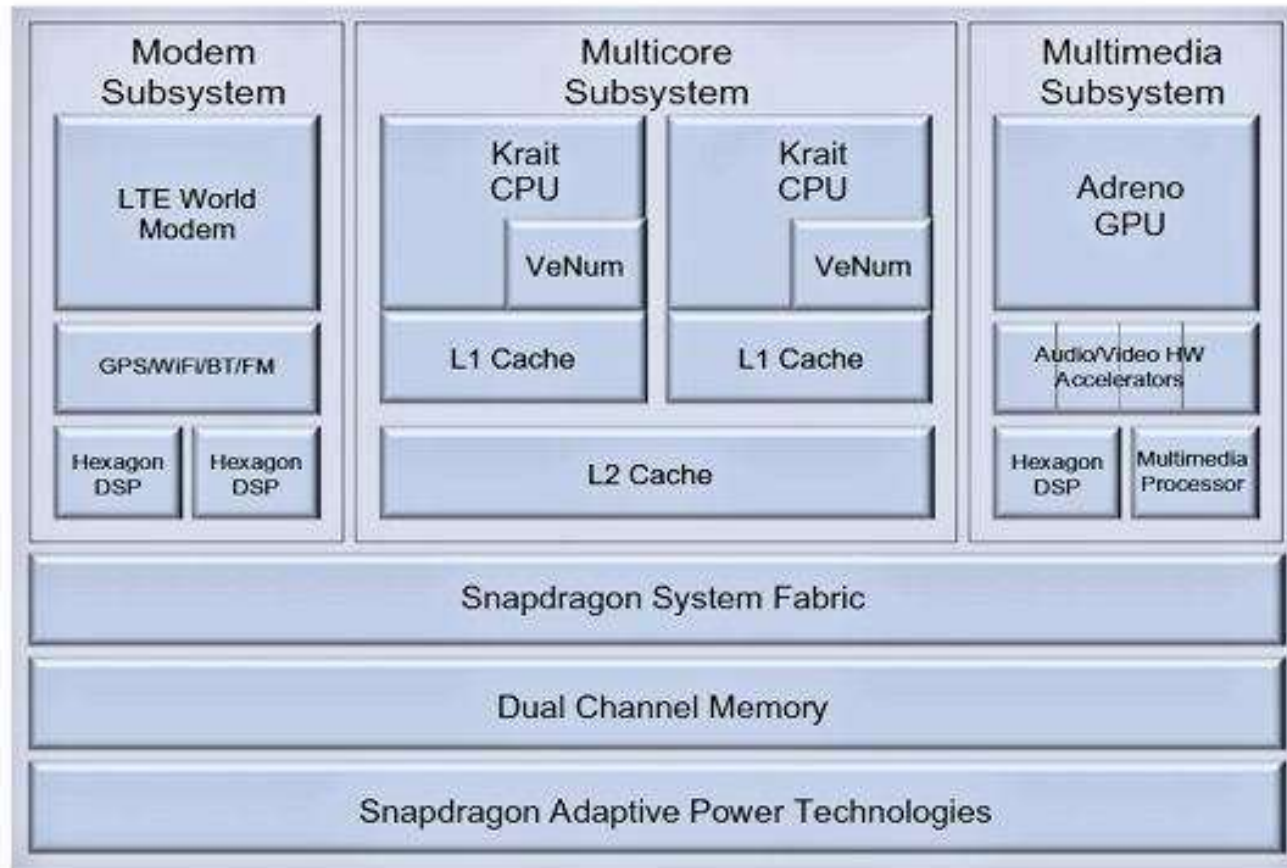 Modem
Subsystem
LTE World
Modem
GPS/WiFi/BT/FM
Hexagon
DSP
Hexagon
DSP
Multicore
Subsystem
Krait
CPU
VeNum
L1 Cache
Krait
CPU
VeNum
L1 Cache
L2 Cache
Multimedia
Subsystem
Adreno
GPU
Audio/Video HW
Accelerators
Hexagon
DSP
Multimedia
Processor
Snapdragon System Fabric
Dual Channel Memory
Snapdragon Adaptive Power Technologies